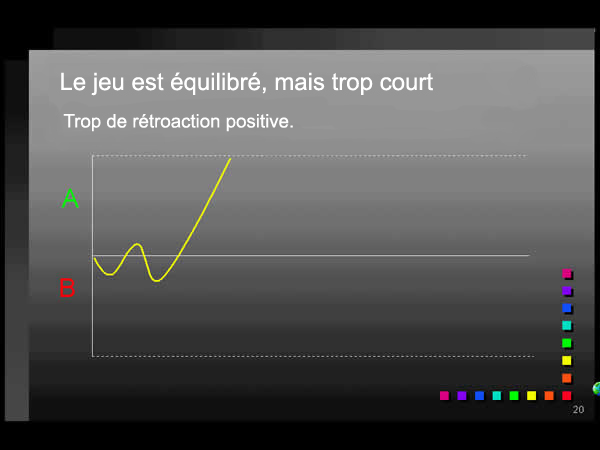 Le jeu est équilibré, mais trop court
Trop de rétroaction positive.
A
B
20